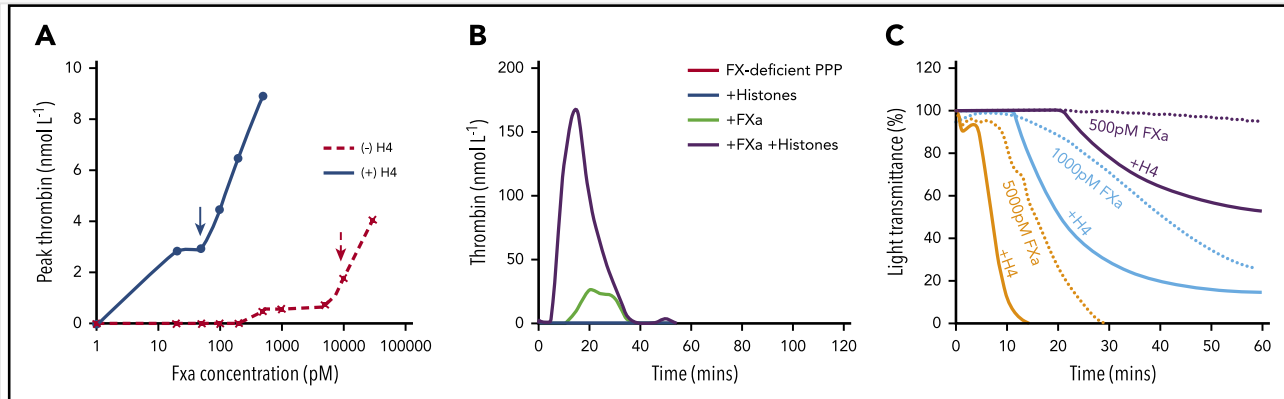 A
Peak thrombin (nmol L-1)
10
8
6
4
2
0
1
10
100
1000
10000
100000
Fxa concentration (pM)
(-) H4
(+) H4
B
Thrombin (nmol L-1)
200
150
100
50
0
0
20
40
60
80
100
120
Time (mins)
FX-deficient PPP
+Histones
+FXa
+FXa +Histones
C
Light transmittance (%)
120
100
80
60
40
20
0
0
10
20
30
40
50
60
Time (mins)
500pM FXa
+H4
1000pM FXa
+H4
5000pM FXa
+H4